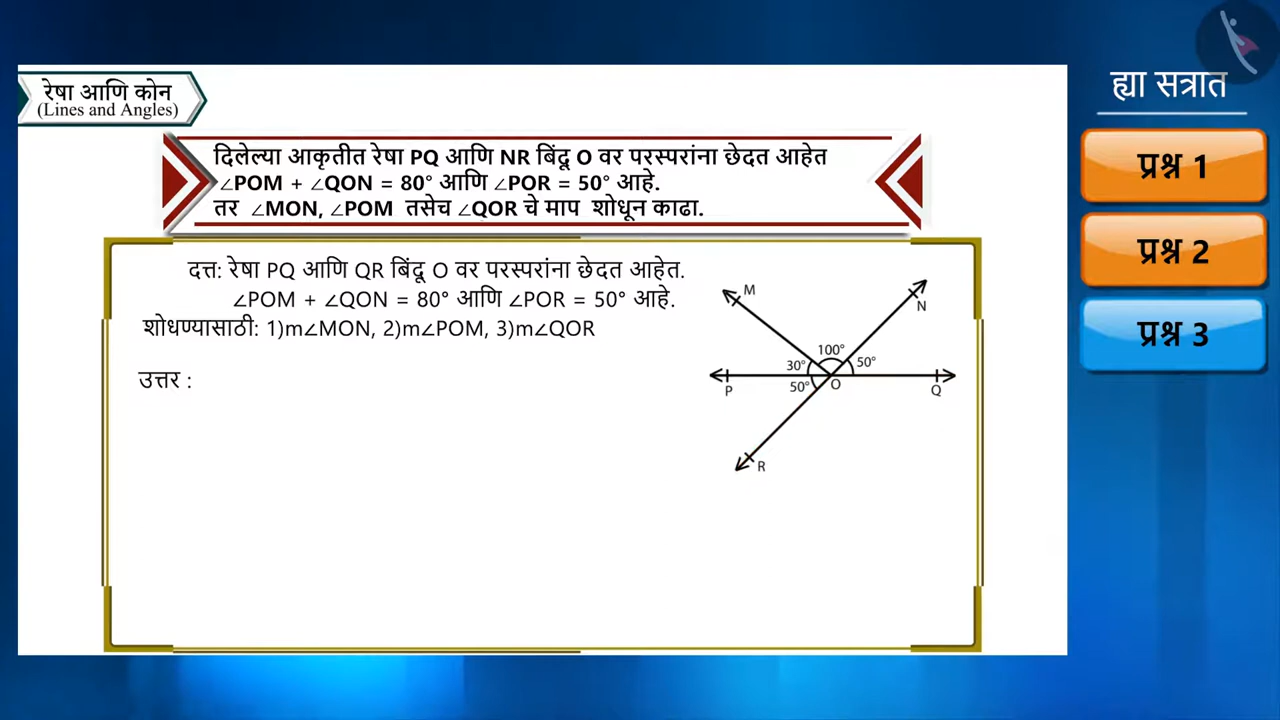 रेषा आणि कोन
(Lines and Angles)
ह्या सत्रात
दिलेल्या आकृतीत रेषा PQ आणि NR बिंदू O वर परस्परांना छेदत आहेत
∠POM + ∠QON = 80° आणि ∠POR = 50° आहे.
तर ∠MON, ∠POM तसेच ∠QOR चे माप शोधून काढा.
प्रश्न 1
प्रश्न 2
प्रश्न 3
दत्त: रेषा PQ आणि QR बिंदू O वर परस्परांना छेदत आहेत.
∠POM + ∠QON = 80° आणि ∠POR = 50° आहे.
शोधण्यासाठी: 1)m∠MON, 2)m∠POM, 3)m∠QOR
उत्तर :
M
N
100°
30°
50°
50°
O
P
Q
R